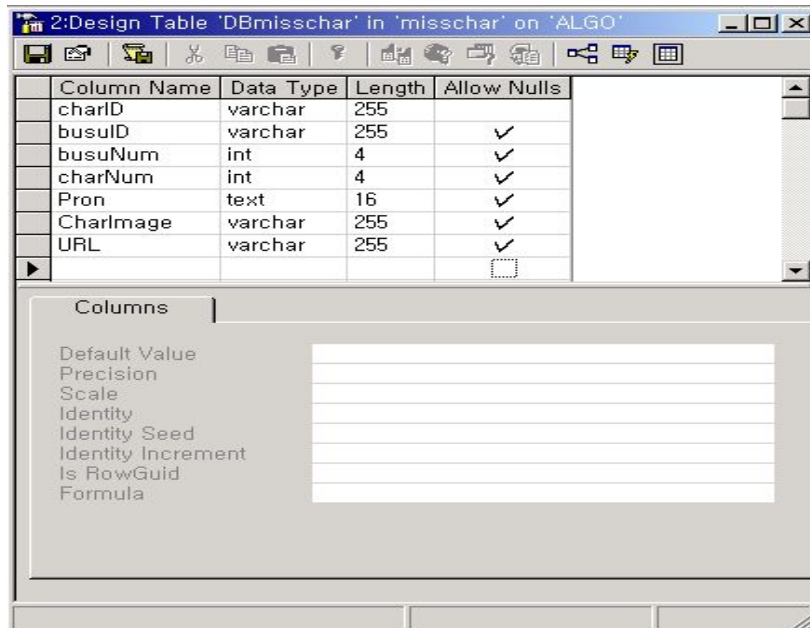 2:Design Table 'DBmisschar' in 'misschar' on 'ALGO'
Column Name Data Type Length Allow Nulls
charID varchar 255
busuID varchar 255
busuNum int 4
charNum int 4
Pron text 16
CharImage varchar 255
URL varchar 255
Columns
Default Value
Precision
Scale
Identity
Identity Seed
Identity Increment
Is RowGuid
Formula